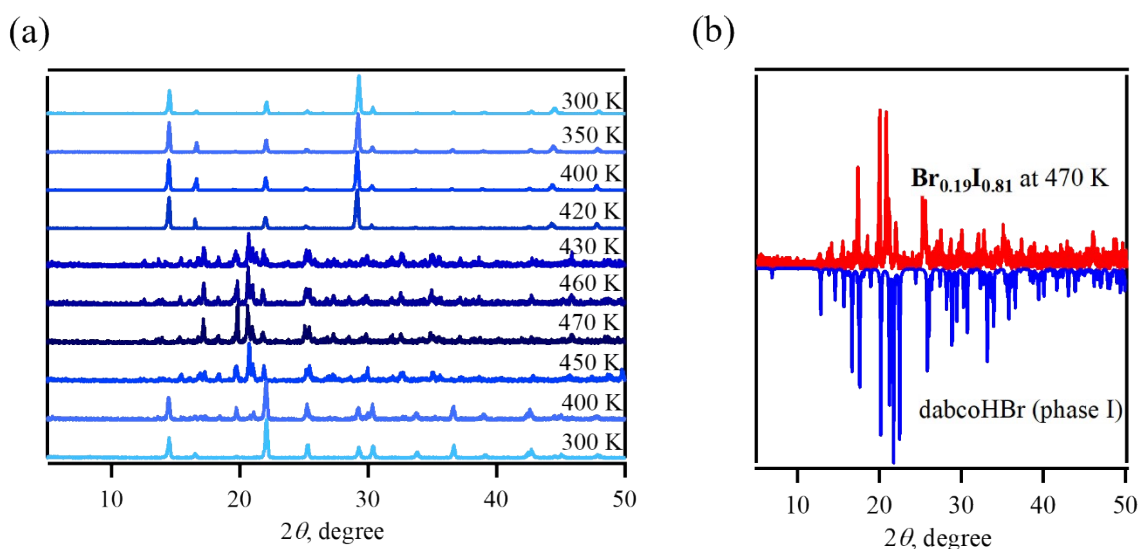 (a)
300 K
350 K
400 K
420 K
430 K
460 K
470 K
450 K
400 K
300 K
10 20 30 40 50
2θ, degree
(b)
Br0.19I0.81 at 470 K
dabcoHBr (phase I)
10 20 30 40 50
2θ, degree